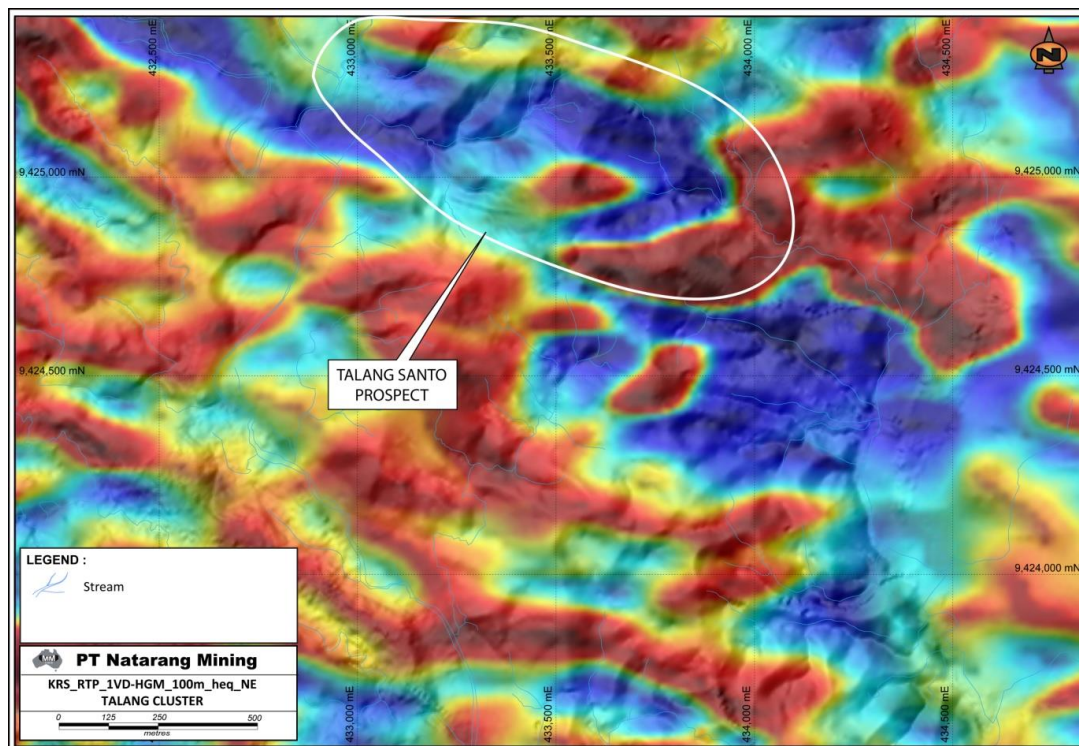 432,500 mE
433,000 mE
433,500 mE
434,000 mE
434,500 mE
N
9,425,000 mN
9,425,000 mN
TALANG SANTO
PROSPECT
9,424,500 mN
9,424,500 mN
9,424,000 mN
LEGEND :
Stream
MM
PT Natarang Mining
KRS_RTP_1VD-HGM_100m_heq_NE
TALANG CLUSTER
0 125 250 500
metres
433,000 mE
433,500 mE
434,000 mE
434,500 mE